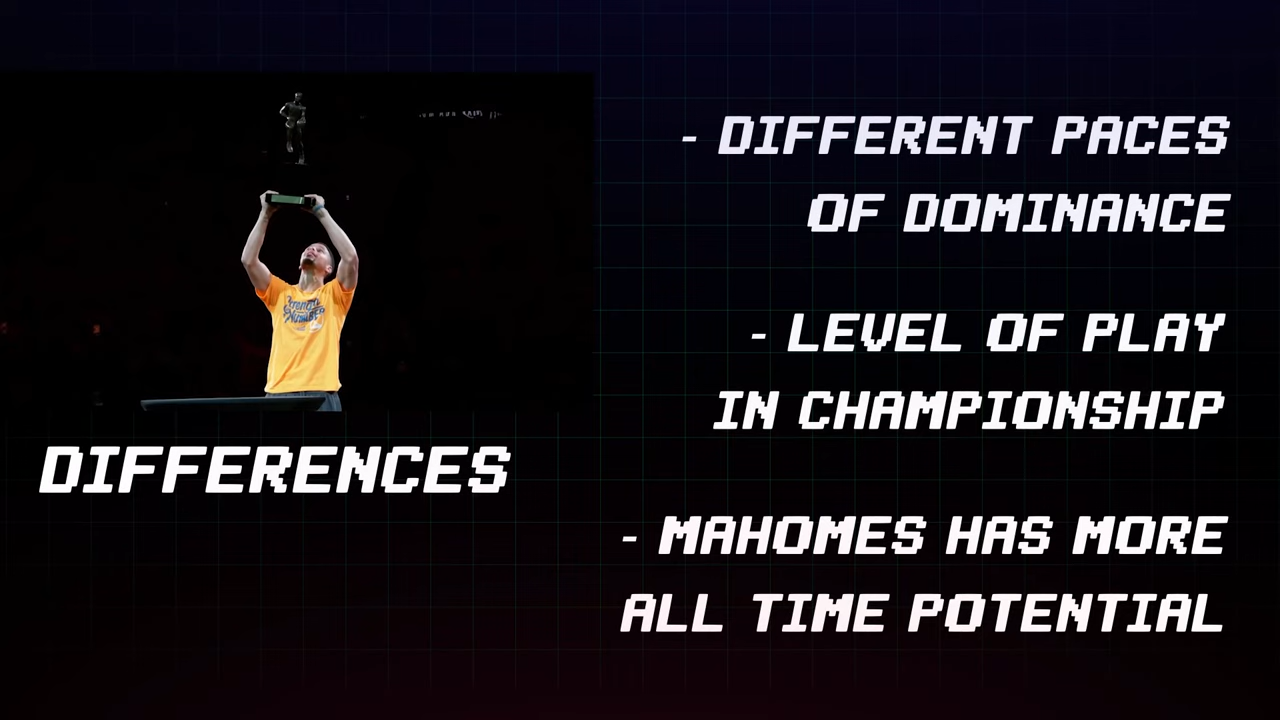 DIFFERENCES
- DIFFERENT PACES
OF DOMINANCE
- LEVEL OF PLAY
IN CHAMPIONSHIP
- MAHOMES HAS MORE
ALL TIME POTENTIAL